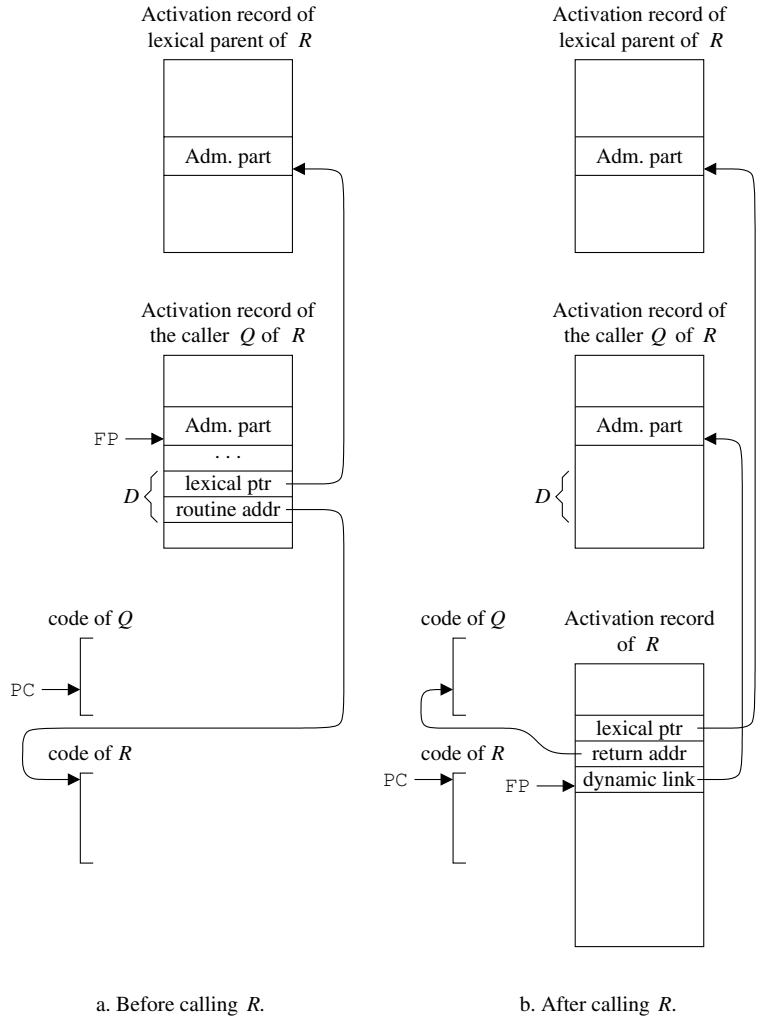 Activation record of
lexical parent of R
Adm. part
Activation record of
the caller Q of R
FP
Adm. part
· · ·
D
lexical ptr
routine addr
code of Q
PC
code of R
a. Before calling R.
Activation record of
lexical parent of R
Adm. part
Activation record of
the caller Q of R
Adm. part
D
code of Q
Activation record
of R
lexical ptr
return addr
code of R
PC
FP
dynamic link
b. After calling R.